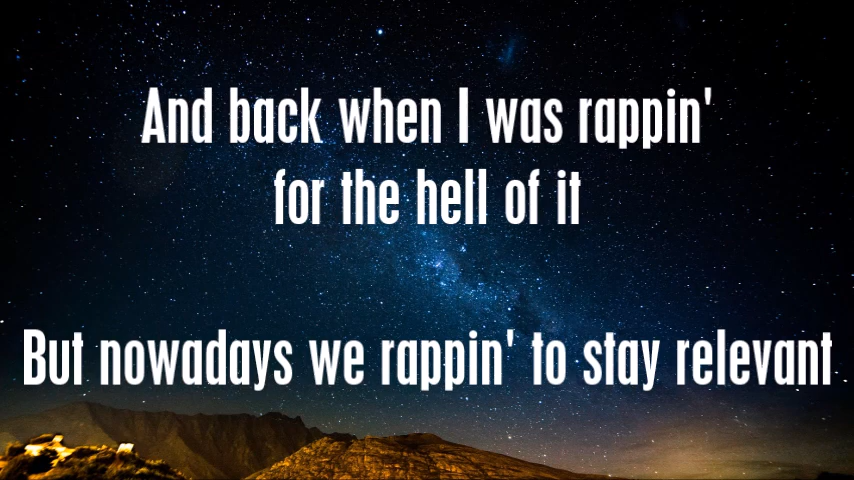 And back when I was rappin'
for the hell of it
But nowadays we rappin' to stay relevant